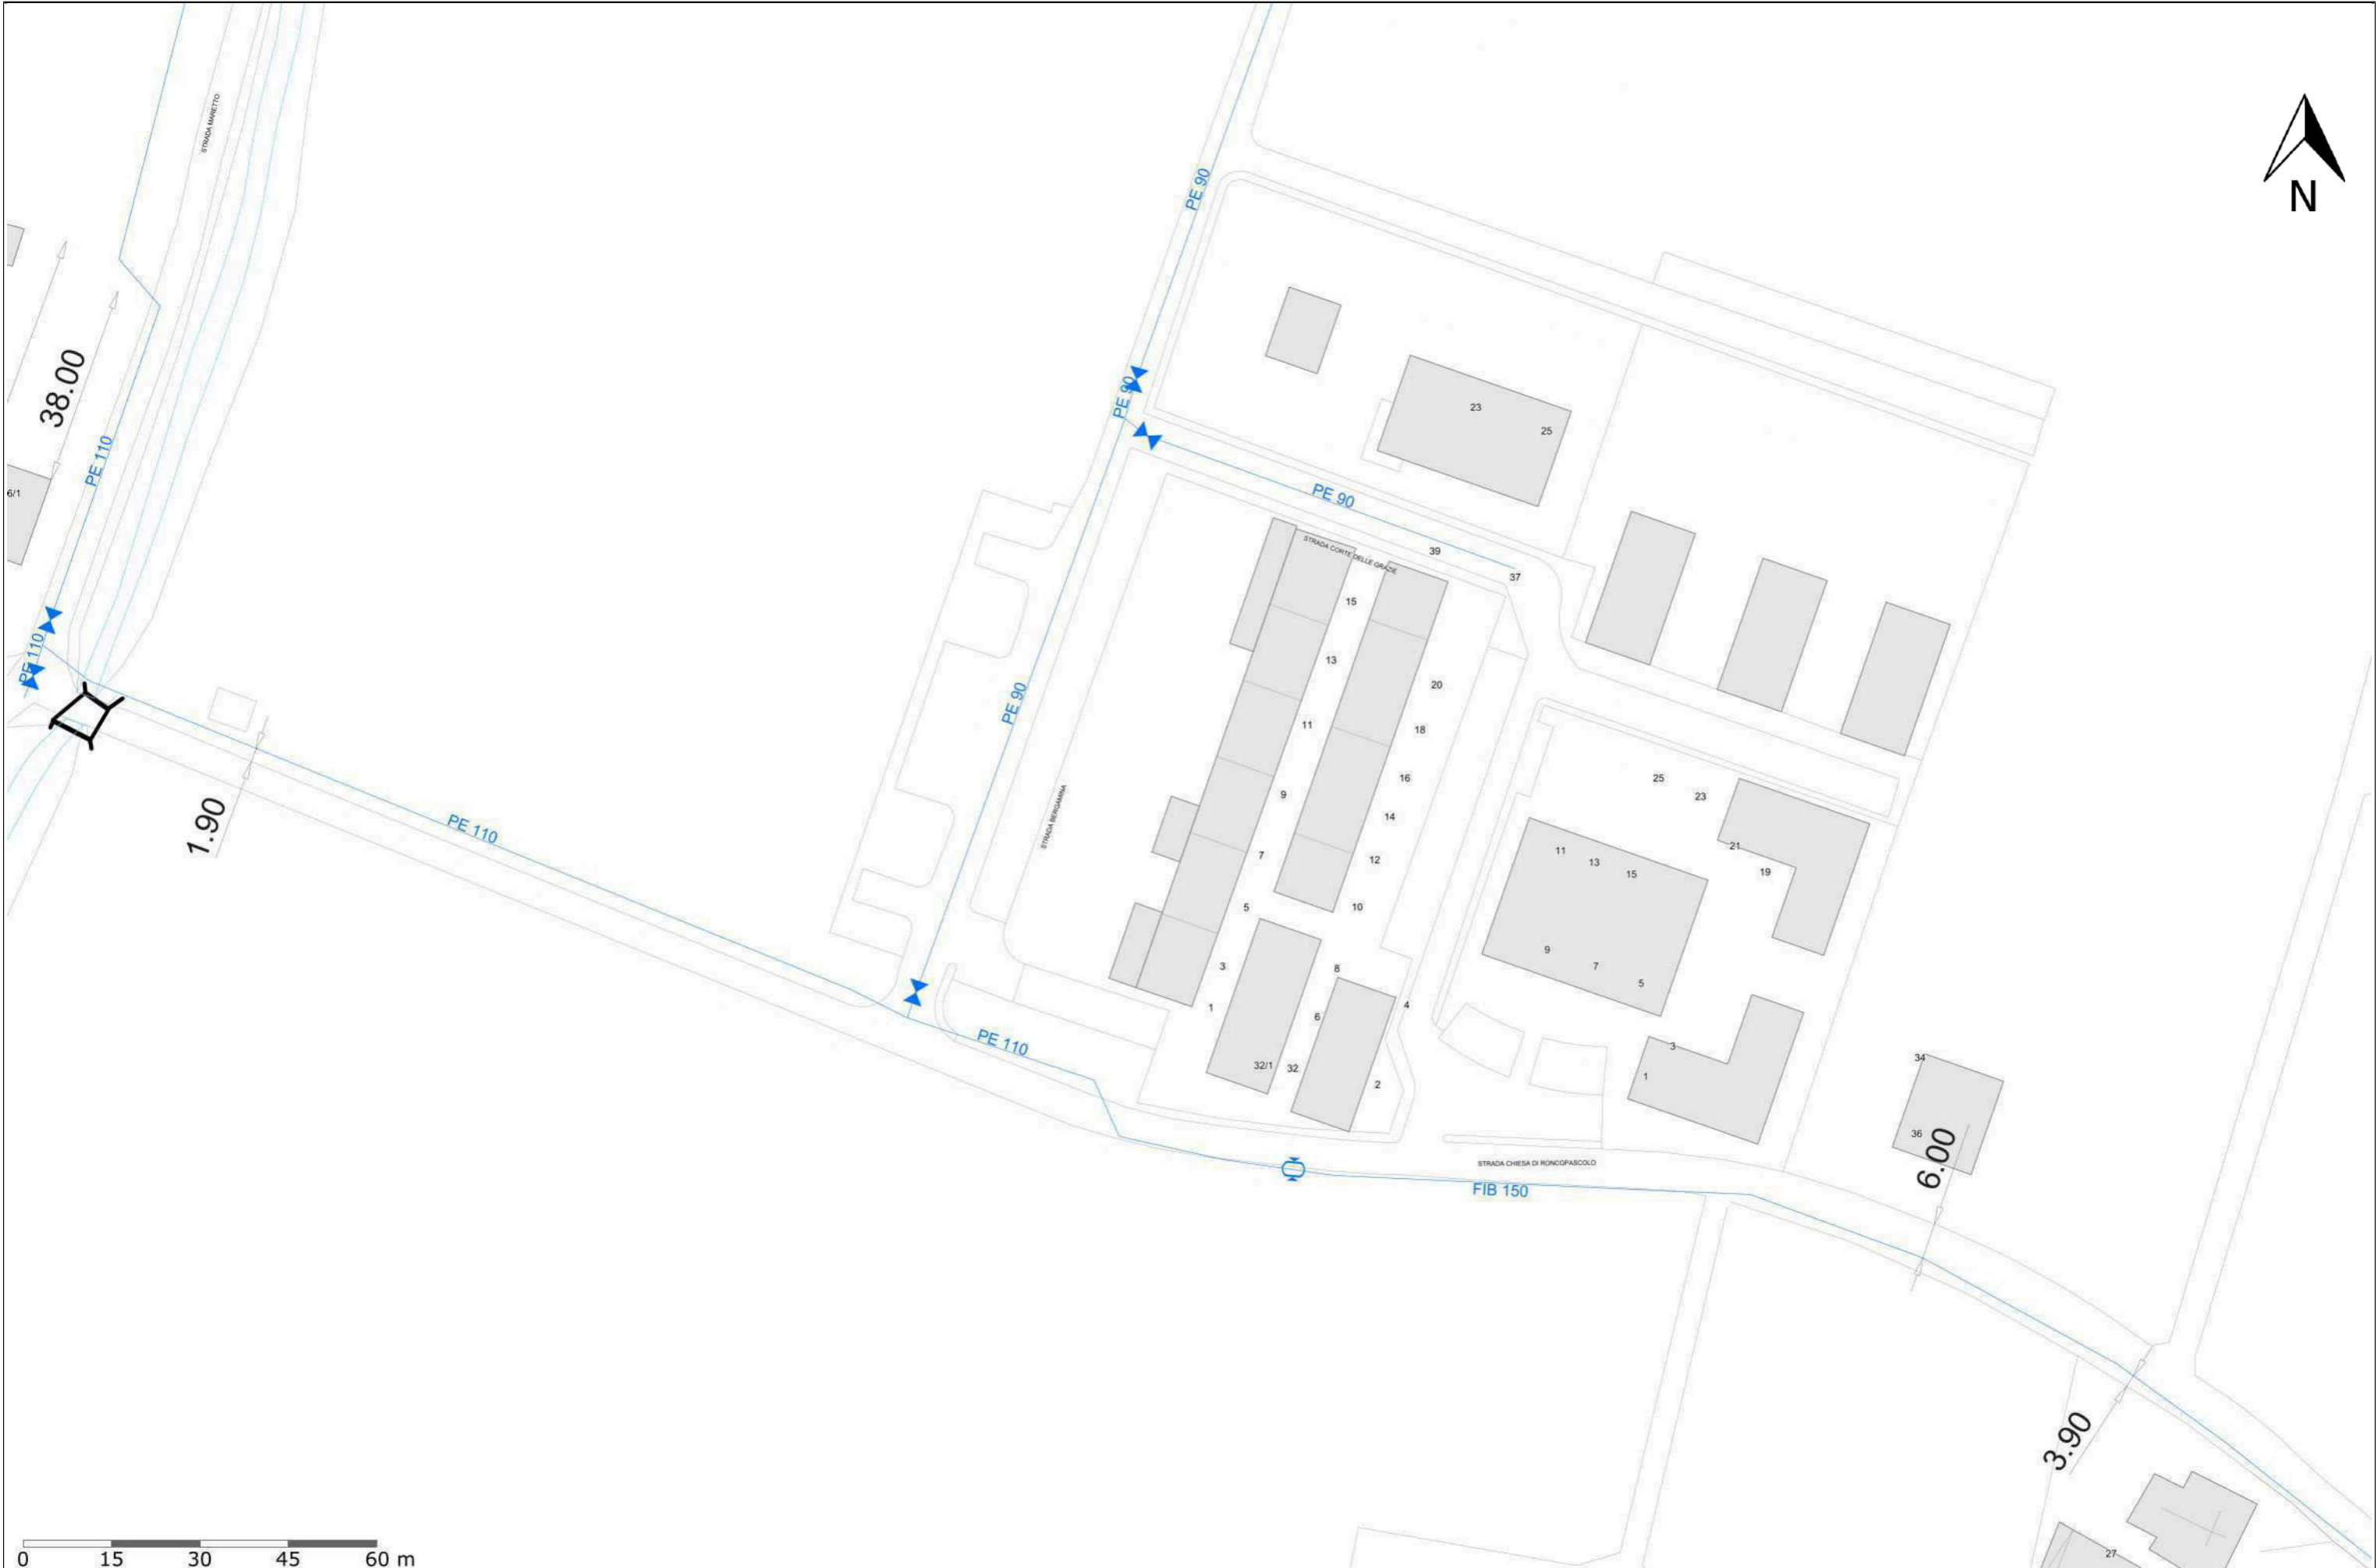 STRADA MARETTO
PE 90
N
38.00
PE 110
6/1
PE 90
23
25
PE 90
STRADA CORTE DELLE GRAZIE
39
37
15
13
20
PE 110
PE 90
11
18
16
9
14
25
23
1.90
PE 110
STRADA BERGAMINA
7
12
11
13
15
21
19
5
10
9
7
5
3
8
1
6
4
PE 110
32/1
32
2
3
1
34
36
6.00
STRADA CHIESA DI RONCOPASCOLO
FIB 150
3.90
27
0 15 30 45 60 m